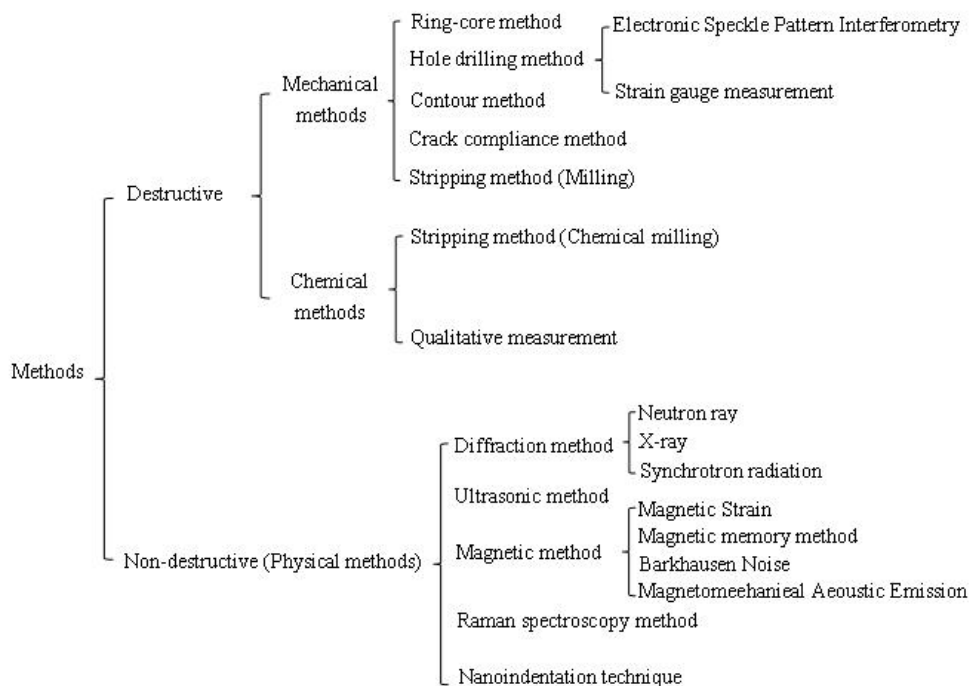 Ring-core method
Electronic Speckle Pattern Interferometry
Hole drilling method
Strain gauge measurement
Mechanical
methods
Contour method
Crack compliance method
Stripping method (Milling)
Destructive
Stripping method (Chemical milling)
Chemical
methods
Qualitative measurement
Methods
Neutron ray
Diffraction method
X-ray
Synchrotron radiation
Ultrasonic method
Magnetic Strain
Magnetic memory method
Magnetic method
Barkhausen Noise
Non-destructive (Physical methods)
Magnetomeehanieal Aeoustic Emission
Raman spectroscopy method
Nanoindentation technique